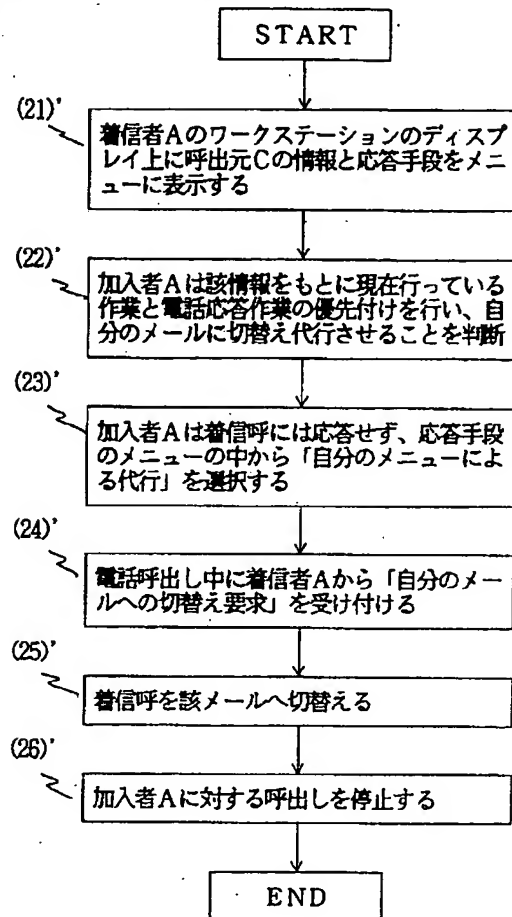 START
(21)'
着信者Aのワークステーションのディスプ
レイ上に呼出元Cの情報と応答手段をメニ
ューに表示する
(22)'
加入者Aは該情報をもとに現在行っている
作業と電話応答作業の優先付けを行い、自
分のメールに切替え代行させることを判断
(23)'
加入者Aは着信呼には応答せず、応答手段
のメニューの中から「自分のメニューによ
る代行」を選択する
(24)'
電話呼出し中に着信者Aから「自分のメー
ルへの切替え要求」を受け付ける
(25)'
着信呼を該メールへ切替える
(26)'
加入者Aに対する呼出しを停止する
END